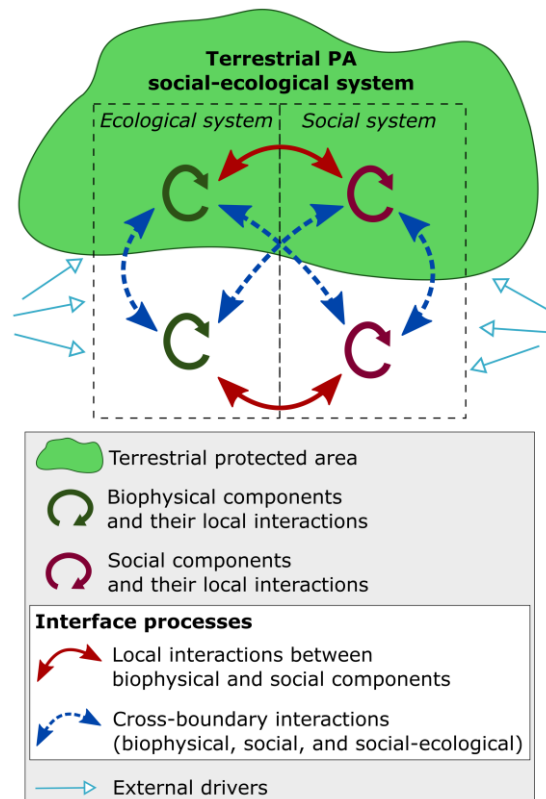 Terrestrial PA
social-ecological system
Ecological system
Social system
Terrestrial protected area
Biophysical components
and their local interactions
Social components
and their local interactions
Interface processes
Local interactions between
biophysical and social components
Cross-boundary interactions
(biophysical, social, and social-ecological)
External drivers